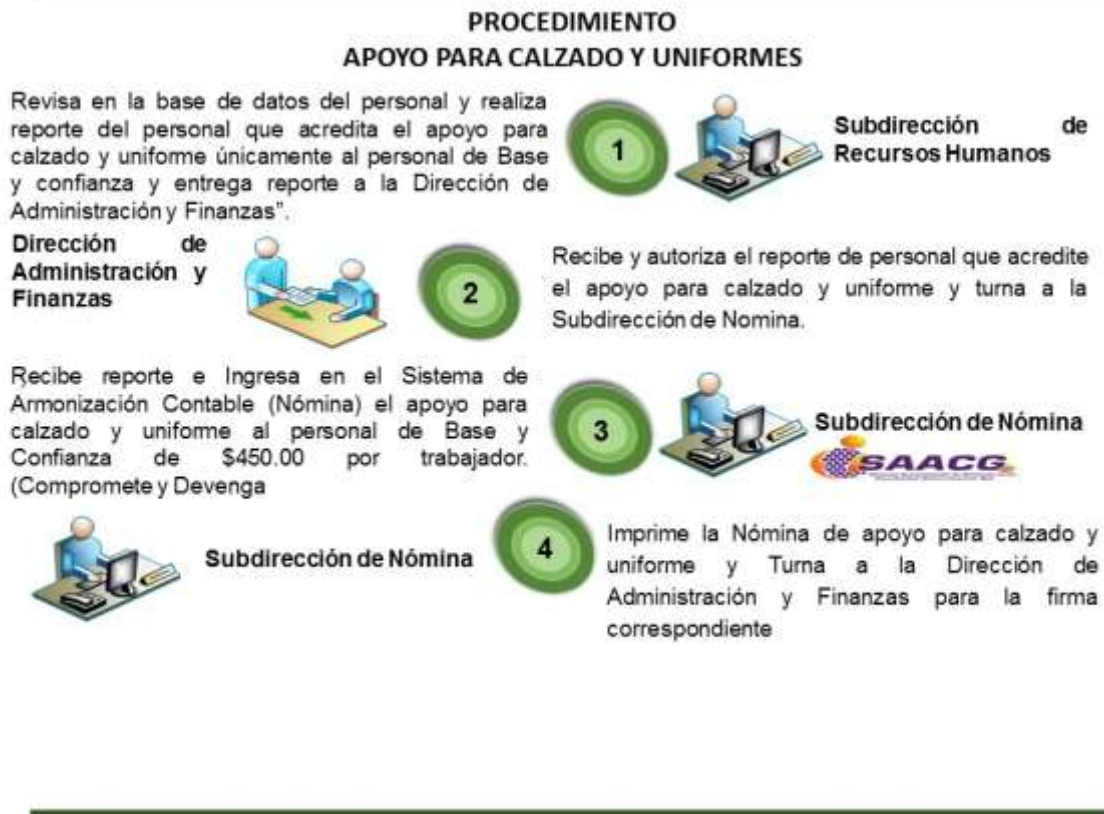 PROCEDIMIENTO
APOYO PARA CALZADO Y UNIFORMES
Revisa en la base de datos del personal y realiza
reporte del personal que acredita el apoyo para
calzado y uniforme únicamente al personal de Base
y confianza y entrega reporte a la Dirección de
Administración y Finanzas”.
1
Subdirección de
Recursos Humanos
Dirección de
Administración y
Finanzas
2
Recibe y autoriza el reporte de personal que acredite
el apoyo para calzado y uniforme y turna a la
Subdirección de Nomina.
Recibe reporte e Ingresa en el Sistema de
Armonización Contable (Nómina) el apoyo para
calzado y uniforme al personal de Base y
Confianza de $450.00 por trabajador.
(Compromete y Devenga
3
Subdirección de Nómina
SAACG
Subdirección de Nómina
4
Imprime la Nómina de apoyo para calzado y
uniforme y Turna a la Dirección de
Administración y Finanzas para la firma
correspondiente